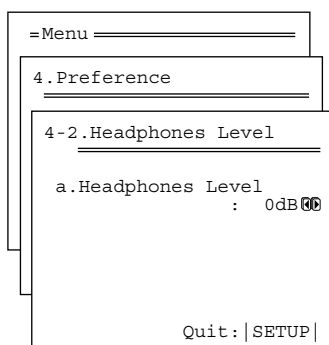 =Menu
4.Preference
4-2.Headphones Level
a.Headphones Level
: 0dB
Quit:|SETUP|